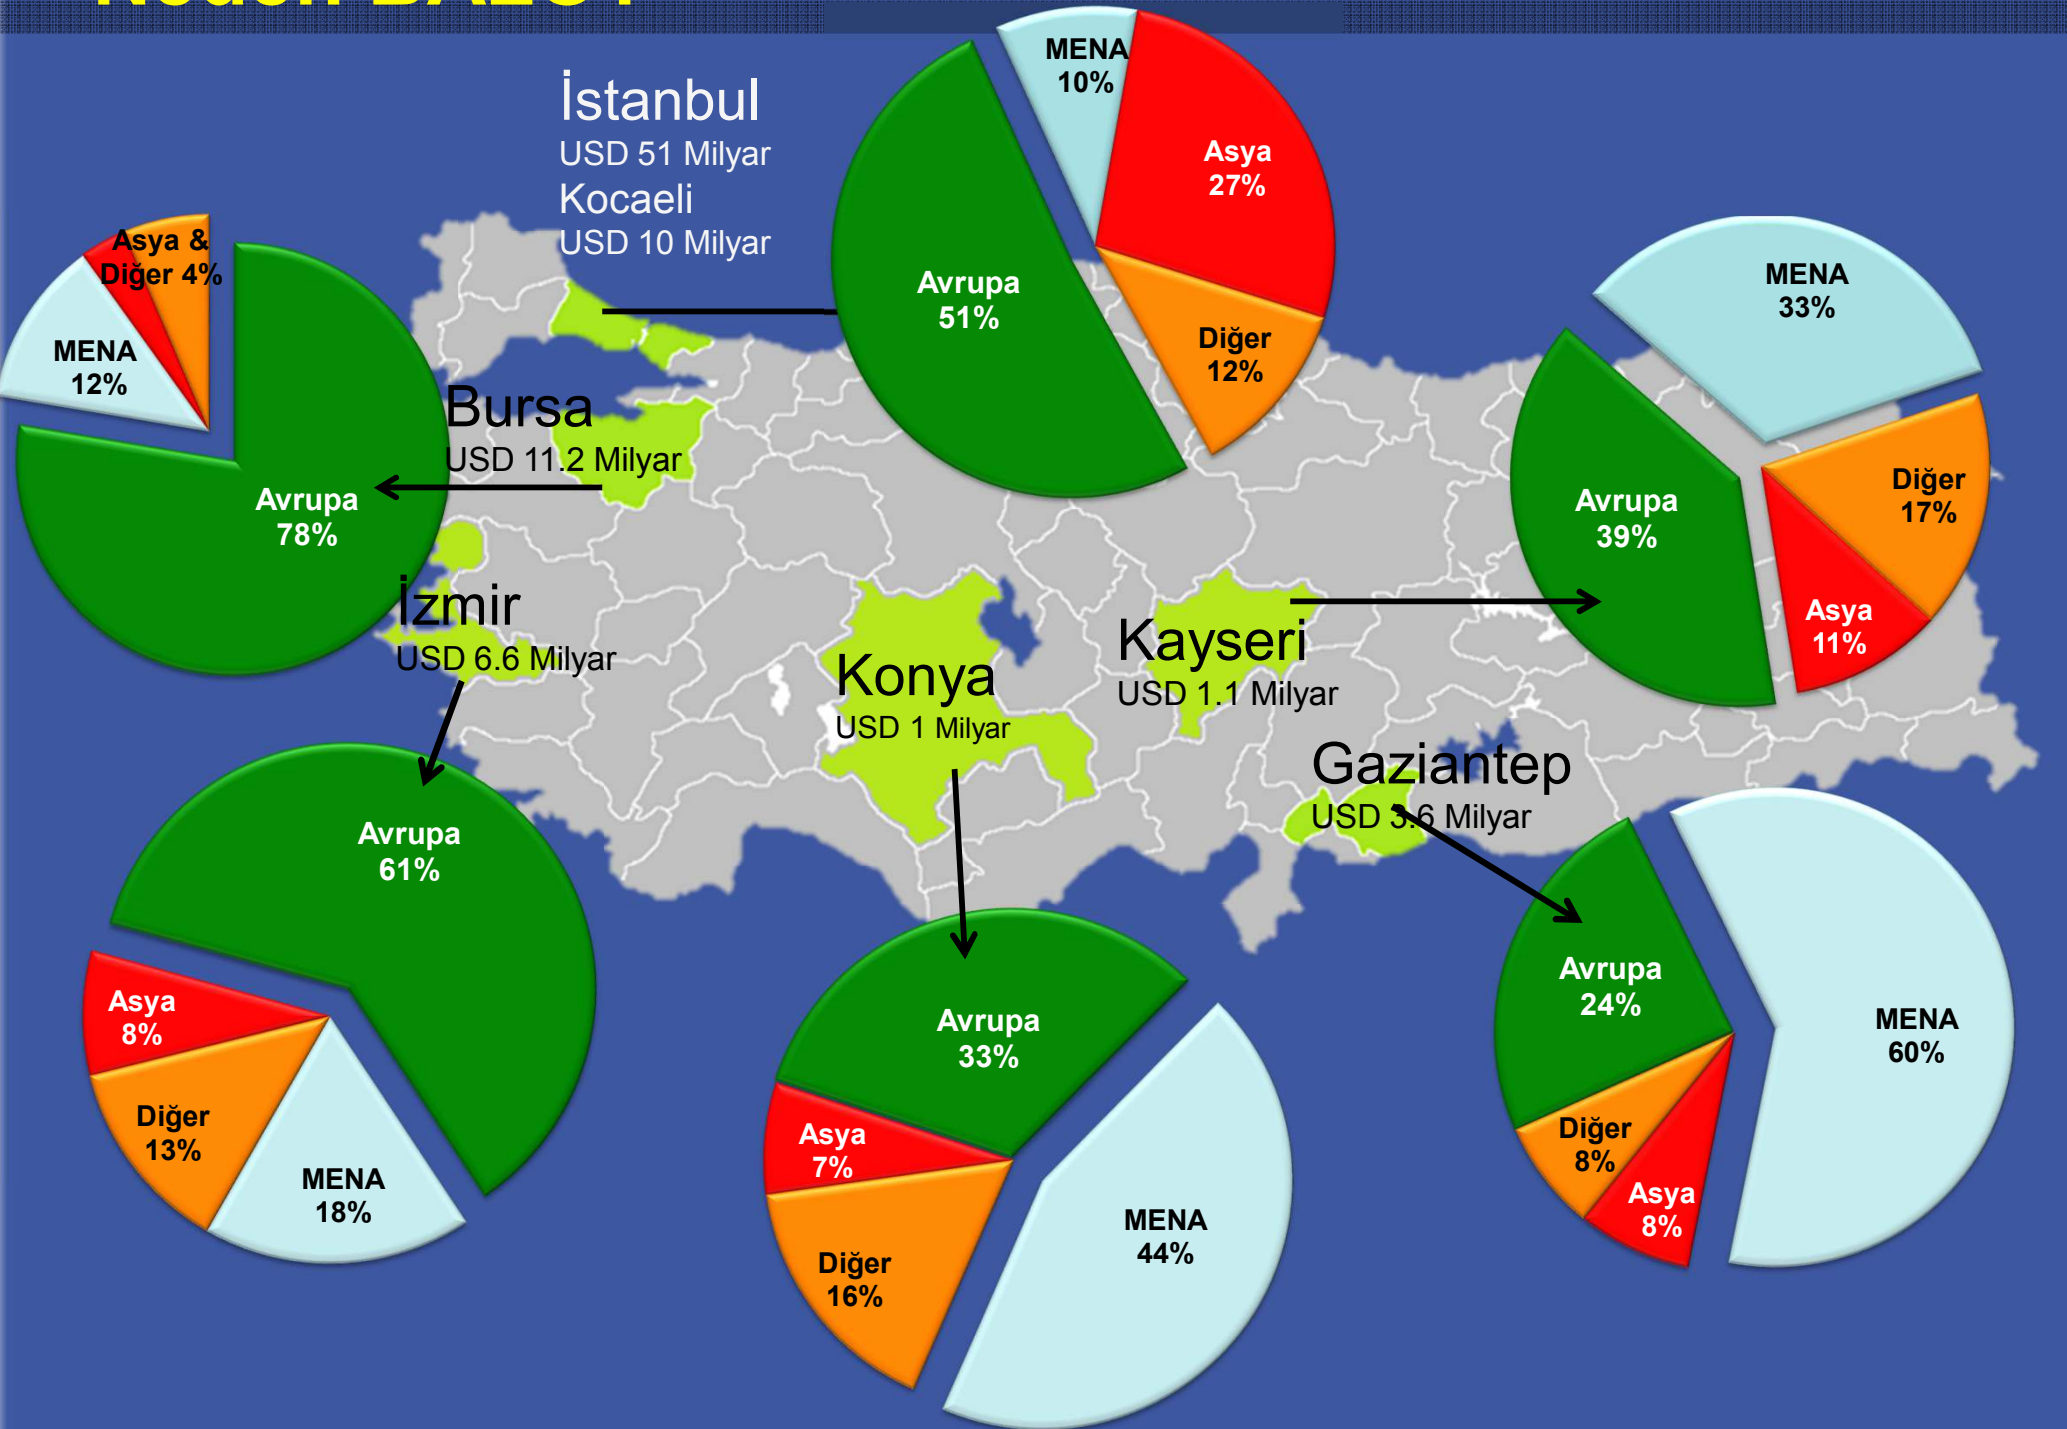 İstanbul
USD 51 Milyar
Kocaeli
USD 10 Milyar
MENA
10%
Asya
27%
Avrupa
51%
Diğer
12%
Asya &
Diğer 4%
MENA
12%
Avrupa
78%
Bursa
USD 11.2 Milyar
MENA
33%
Avrupa
39%
Diğer
17%
Asya
11%
İzmir
USD 6.6 Milyar
Konya
USD 1 Milyar
Kayseri
USD 1.1 Milyar
Gaziantep
USD 3.6 Milyar
Avrupa
61%
Asya
8%
Diğer
13%
MENA
18%
Avrupa
33%
Asya
7%
Diğer
16%
MENA
44%
Avrupa
24%
MENA
60%
Diğer
8%
Asya
8%